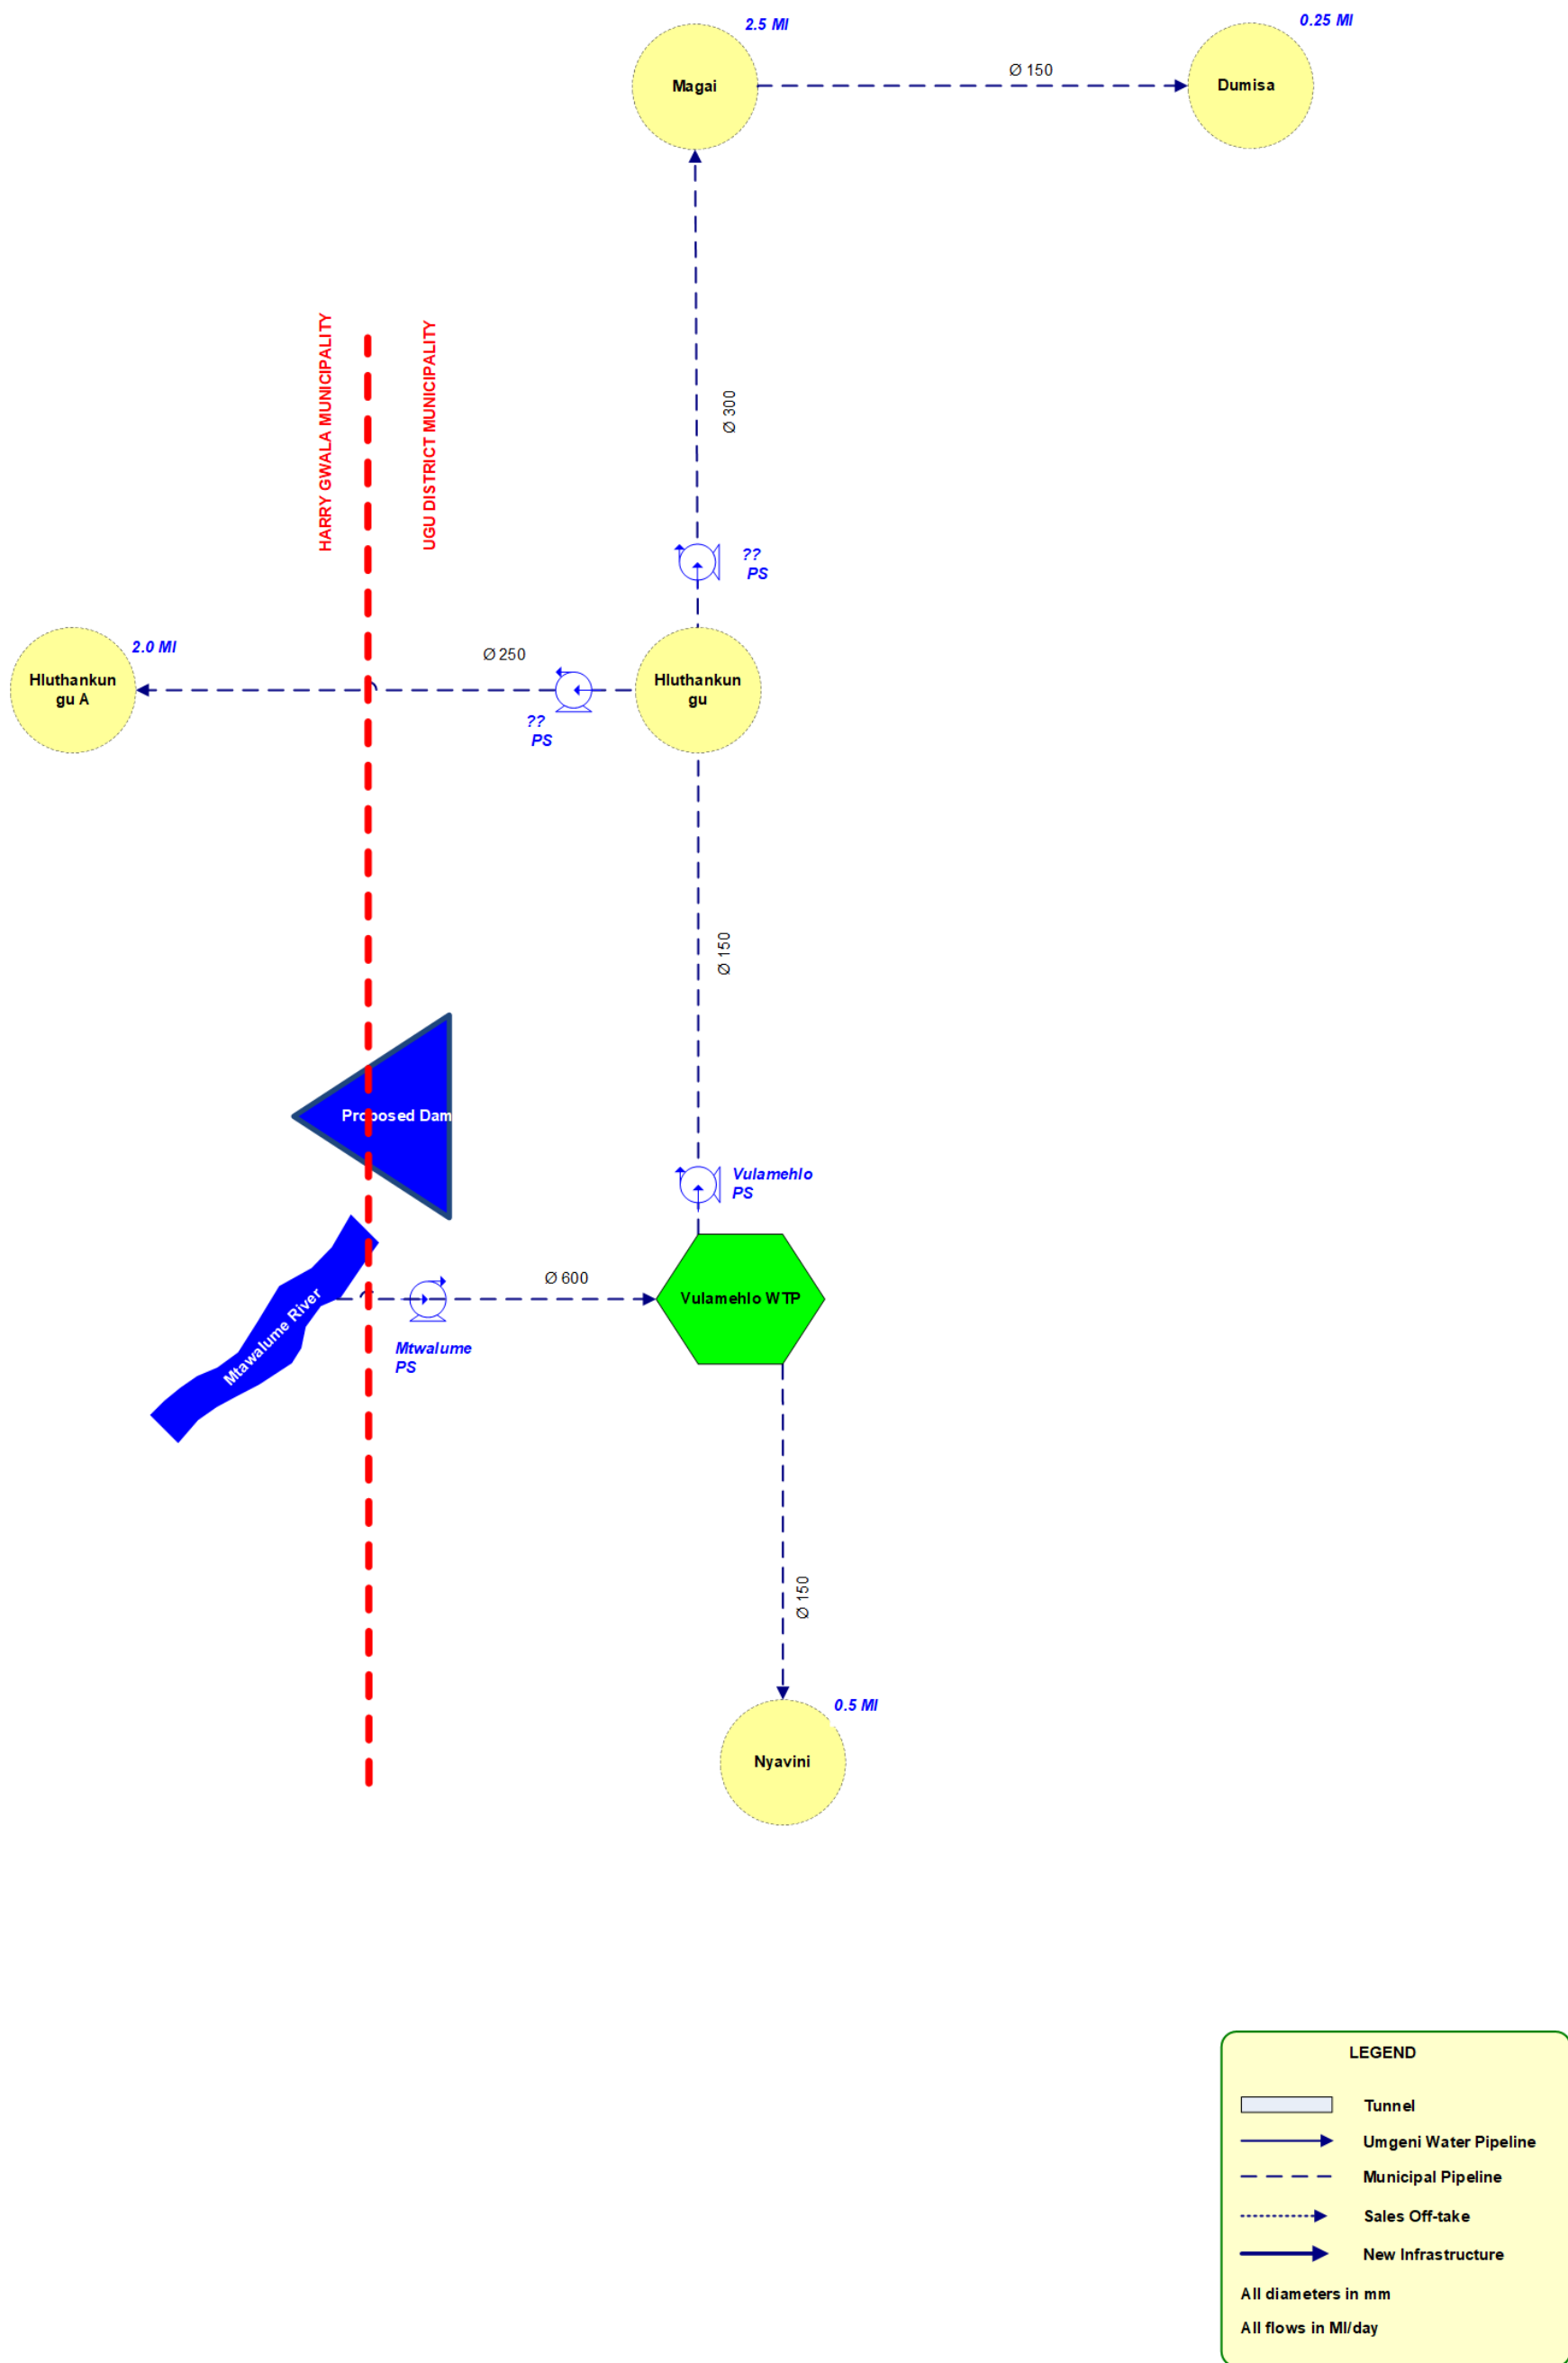 2.5 Ml
0.25 Ml
Magai
Ø 150
Dumisa
HARRY GWALA MUNICIPALITY
UGU DISTRICT MUNICIPALITY
Ø 300
??
PS
2.0 Ml
Hluthankun
gu A
Ø 250
Hluthankun
gu
??
PS
Ø 150
Proposed Dam
Vulamehlo
PS
Mtawalume River
Ø 600
Vulamehlo WTP
Mtwalume
PS
Ø 150
0.5 Ml
Nyavini
LEGEND
Tunnel
Umgeni Water Pipeline
Municipal Pipeline
Sales Off-take
New Infrastructure
All diameters in mm
All flows in Ml/day